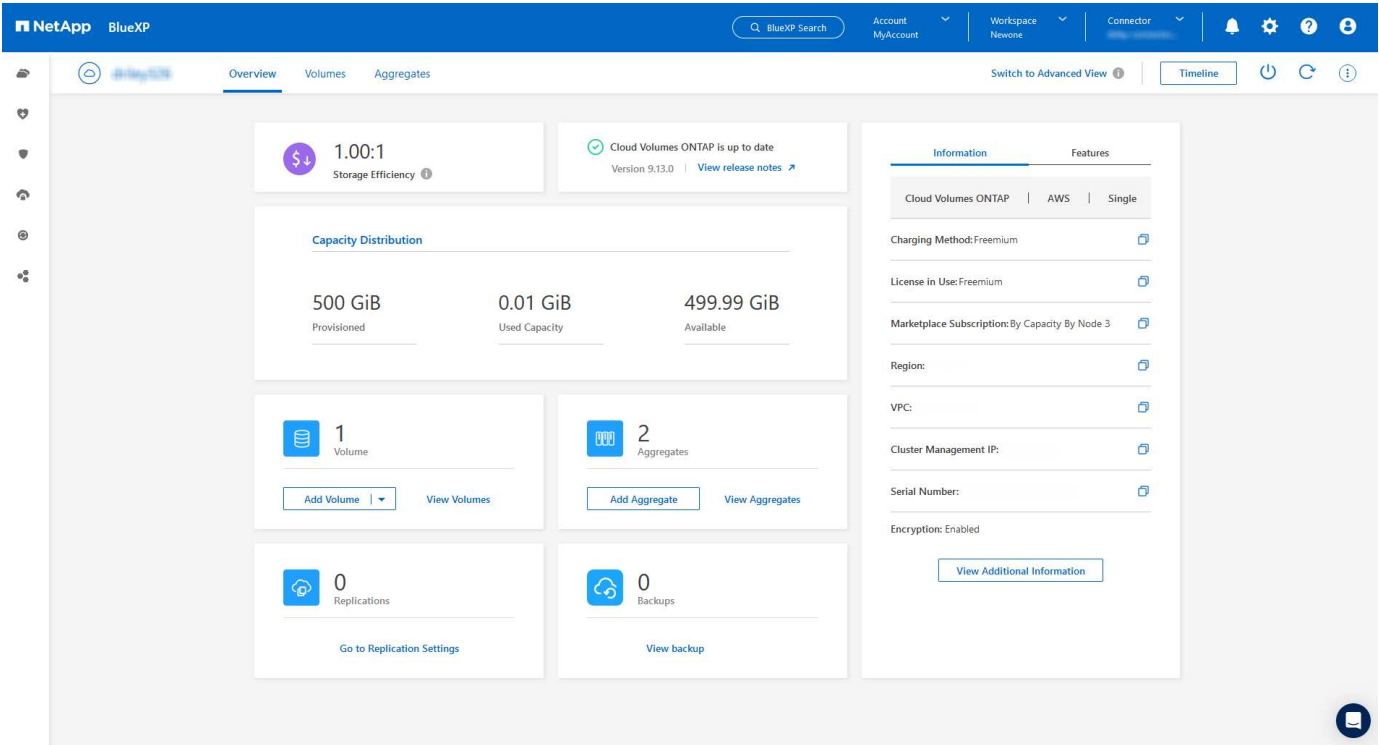 NetApp BlueXP
BlueXP Search
Account
MyAccount
Workspace
Newone
Connector
Overview Volumes Aggregates
Switch to Advanced View
Timeline
1.00:1
Storage Efficiency
Cloud Volumes ONTAP is up to date
Version 9.13.0 | View release notes
Capacity Distribution
500 GiB
Provisioned
0.01 GiB
Used Capacity
499.99 GiB
Available
1
Volume
Add Volume | View Volumes
2
Aggregates
Add Aggregate View Aggregates
0
Replications
Go to Replication Settings
0
Backups
View backup
Information Features
Cloud Volumes ONTAP | AWS | Single
Charging Method: Freemium
License in Use: Freemium
Marketplace Subscription: By Capacity By Node 3
Region:
VPC:
Cluster Management IP:
Serial Number:
Encryption: Enabled
View Additional Information